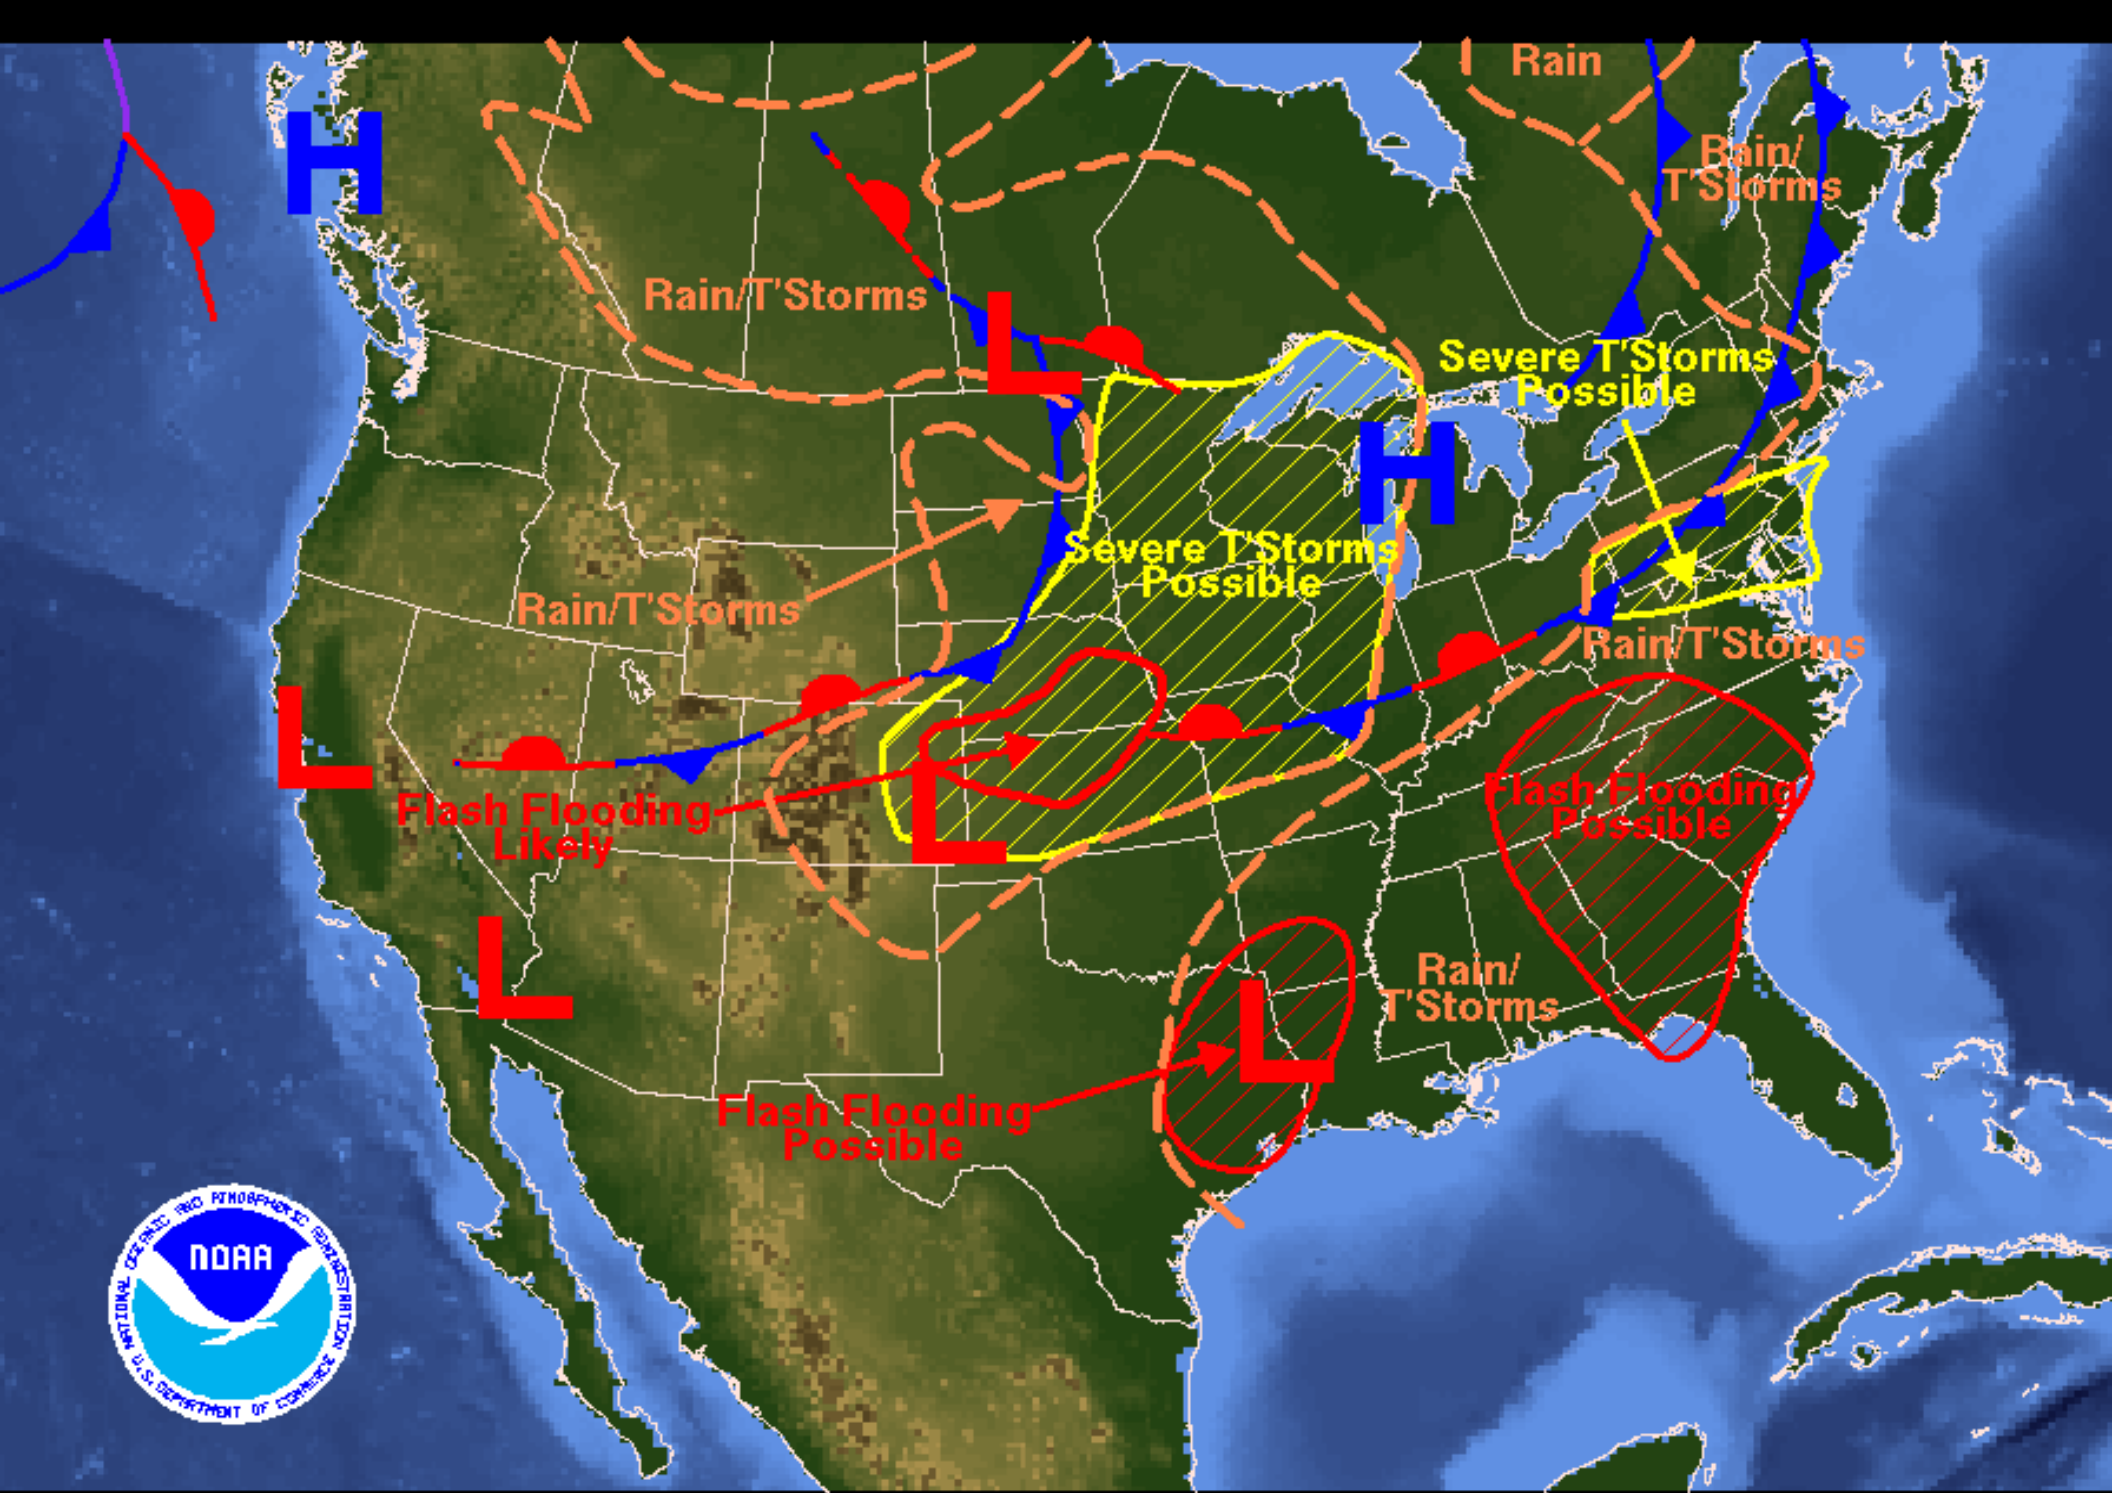 Rain
H
Rain/
T'Storms
Rain/T'Storms
L
Severe T'Storms
Possible
H
Severe T'Storms
Possible
Rain/T'Storms
Rain/T'Storms
L
Flash Flooding
Likely
L
Flash Flooding
Possible
L
Rain/
T'Storms
L
Flash Flooding
Possible
NOAA
NATIONAL OCEANIC AND ATMOSPHERIC ADMINISTRATION
U.S. DEPARTMENT OF COMMERCE